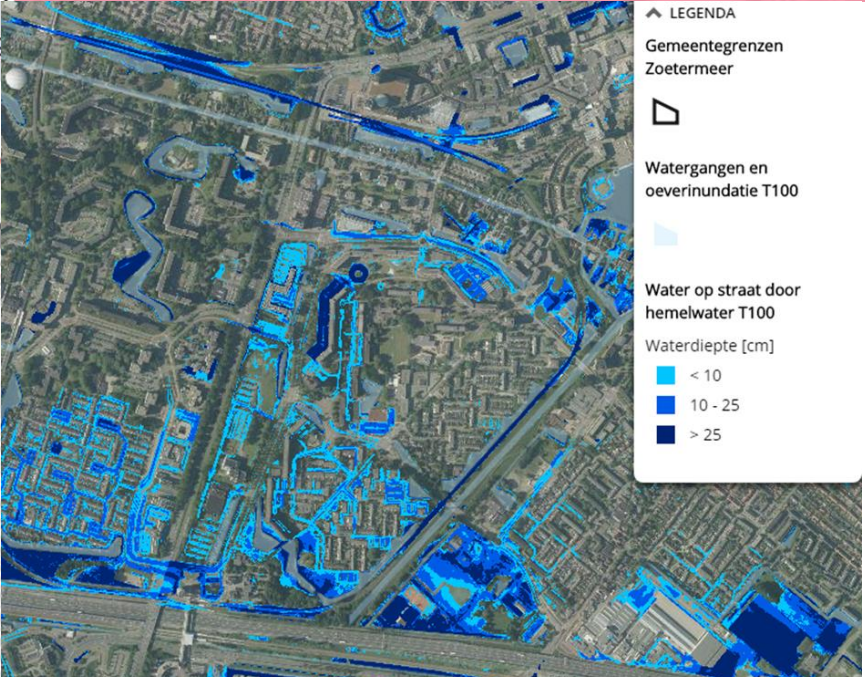 LEGENDA
Gemeentegrenzen
Zoetermeer
Watergangen en
oeverinundatie T100
Water op straat door
hemelwater T100
Waterdiepte [cm]
< 10
10 - 25
> 25